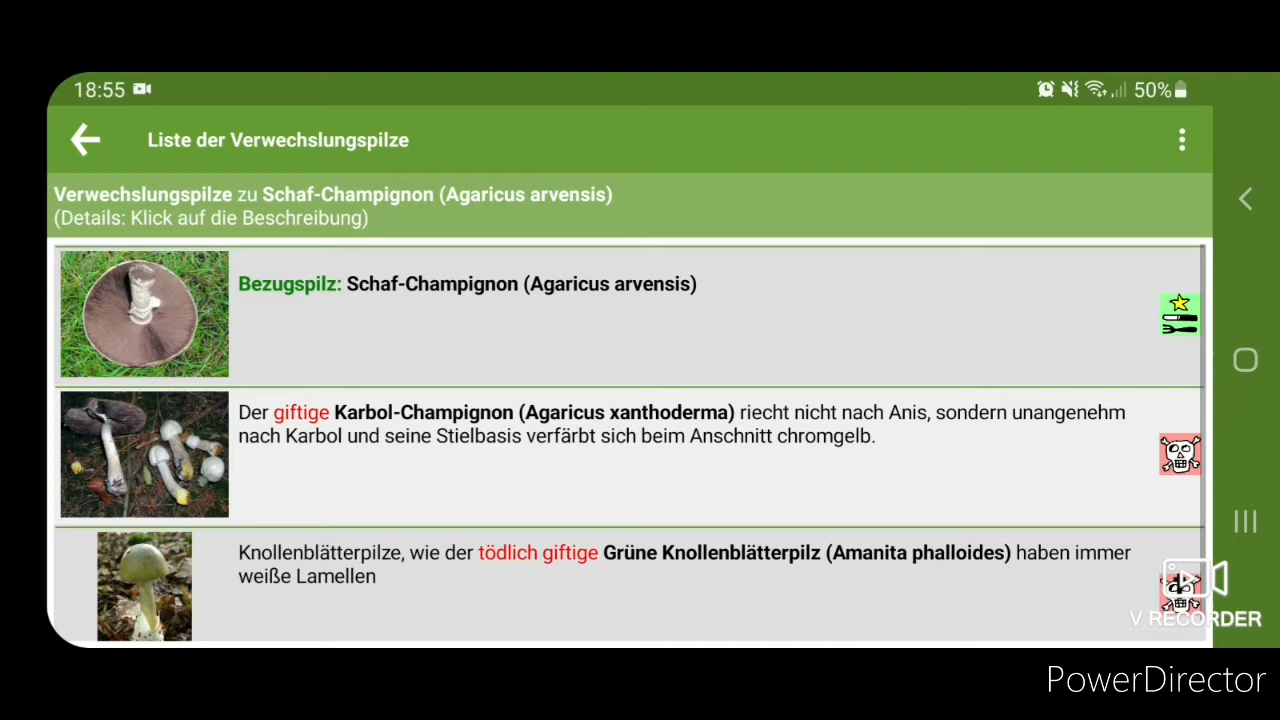 18:55
50%
Liste der Verwechslungspilze
Verwechslungspilze zu Schaf-Champignon (Agaricus arvensis)
(Details: Klick auf die Beschreibung)
Bezugspilz: Schaf-Champignon (Agaricus arvensis)
Der giftige Karbol-Champignon (Agaricus xanthoderma) riecht nicht nach Anis, sondern unangenehm
nach Karbol und seine Stielbasis verfärbt sich beim Anschnitt chromgelb.
Knollenblätterpilze, wie der tödlich giftige Grüne Knollenblätterpilz (Amanita phalloides) haben immer
weiße Lamellen
V RECORDER
PowerDirector